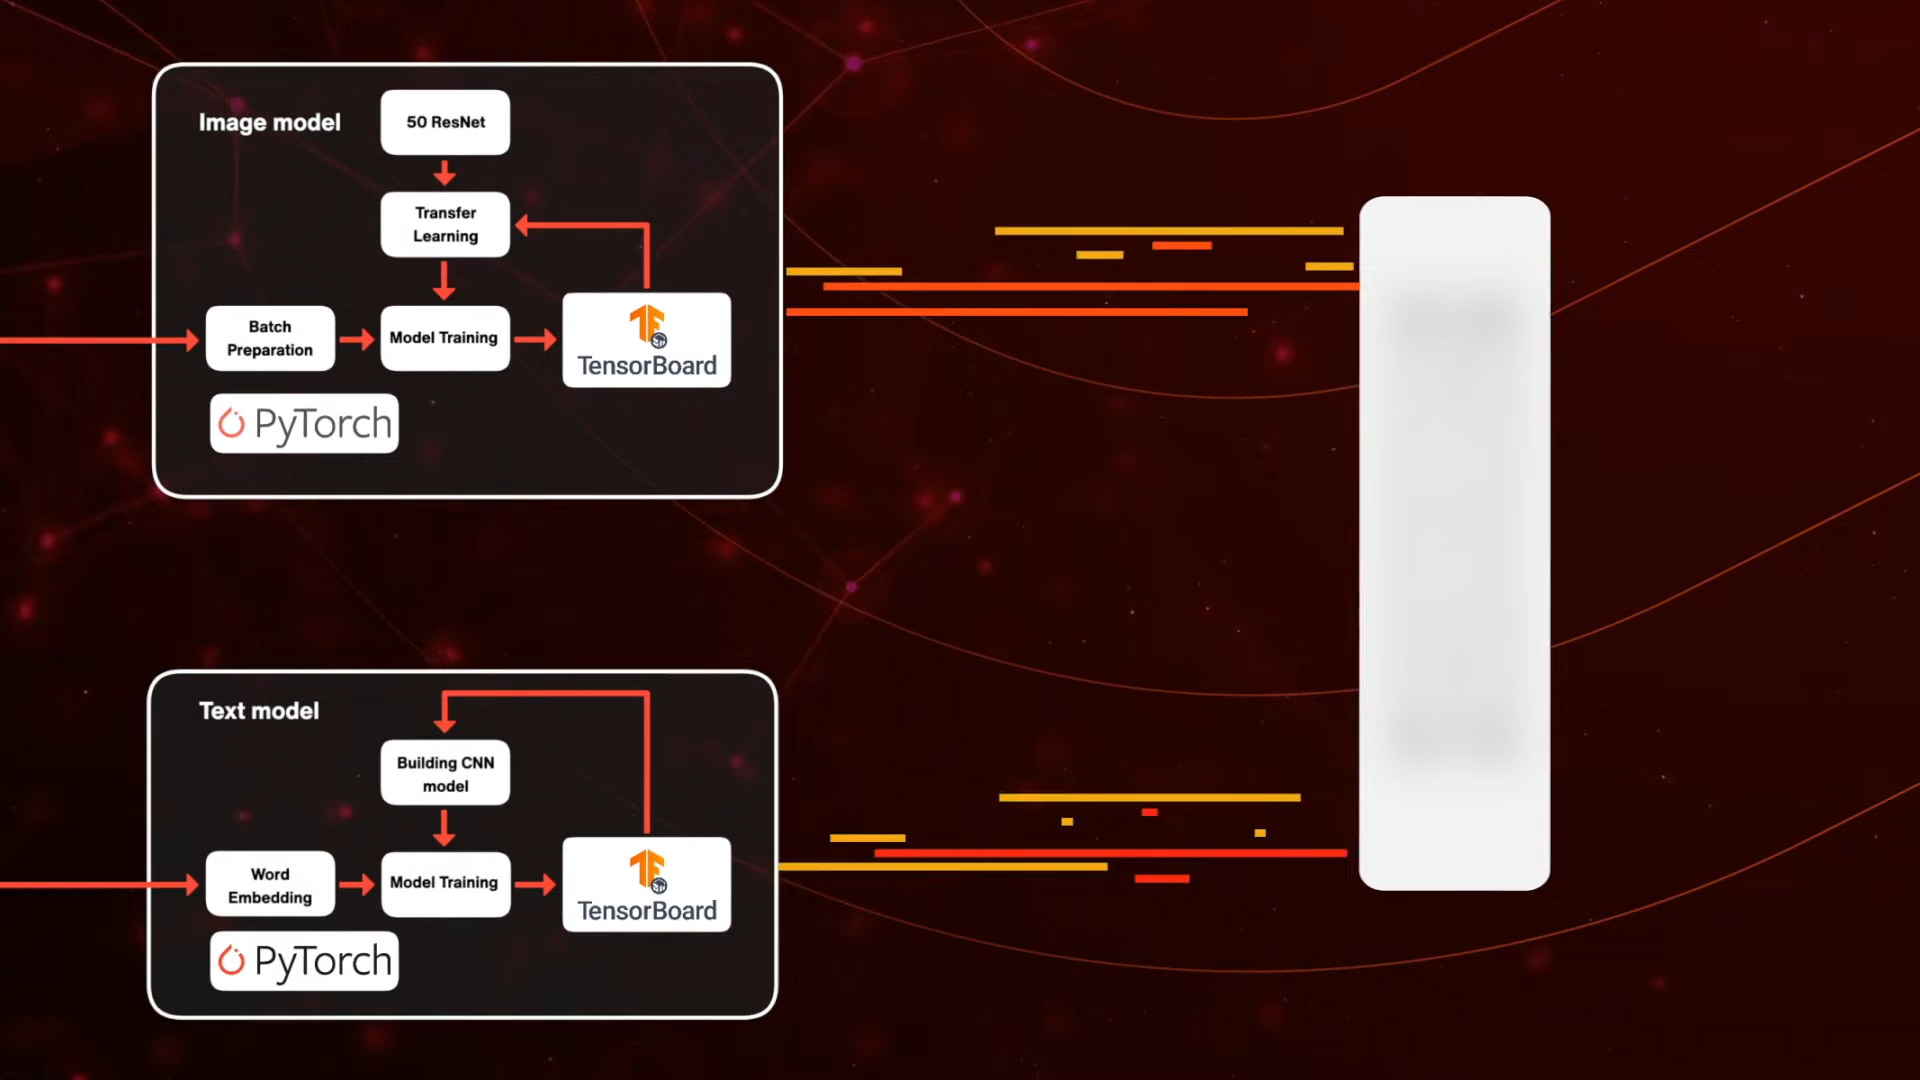 Image model
50 ResNet
Transfer
Learning
Batch
Preparation
Model Training
TensorBoard
PyTorch
Text model
Building CNN
model
Word
Embedding
Model Training
TensorBoard
PyTorch